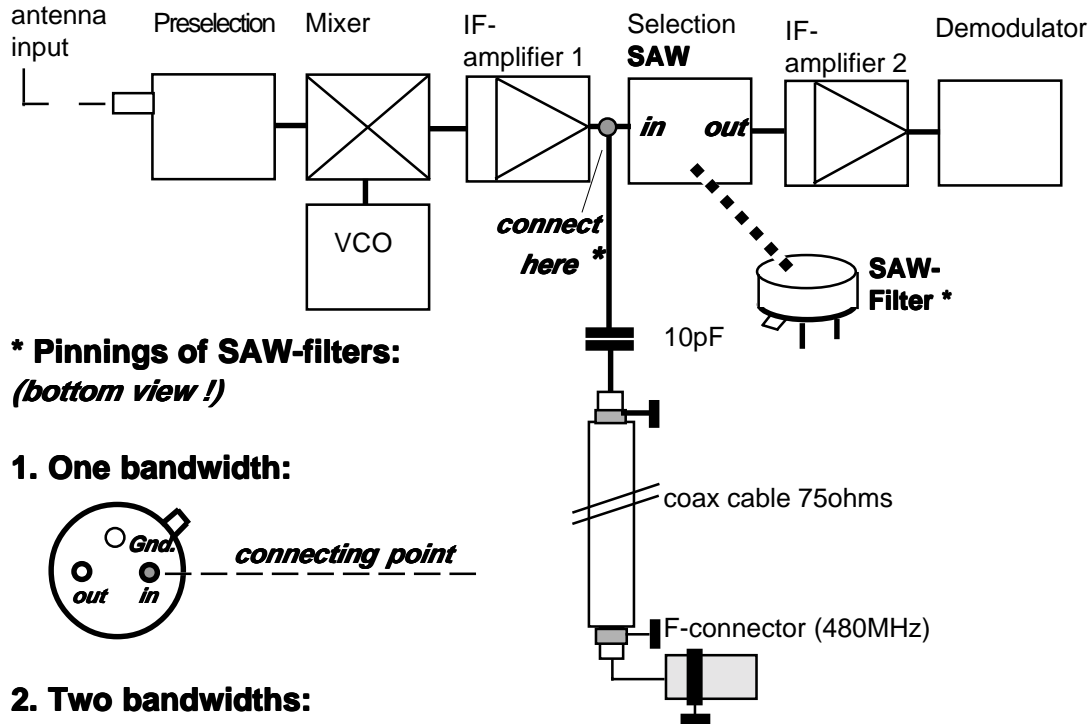 antenna
input
Preselection
Mixer
IF-
amplifier 1
Selection
SAW
IF-
amplifier 2
Demodulator
in out
VCO
connect
here *
SAW-
Filter *
10pF
* Pinnings of SAW-filters:
(bottom view !)
1. One bandwidth:
coax cable 75ohms
Gnd.
connecting point
out in
F-connector (480MHz)
2. Two bandwidths: